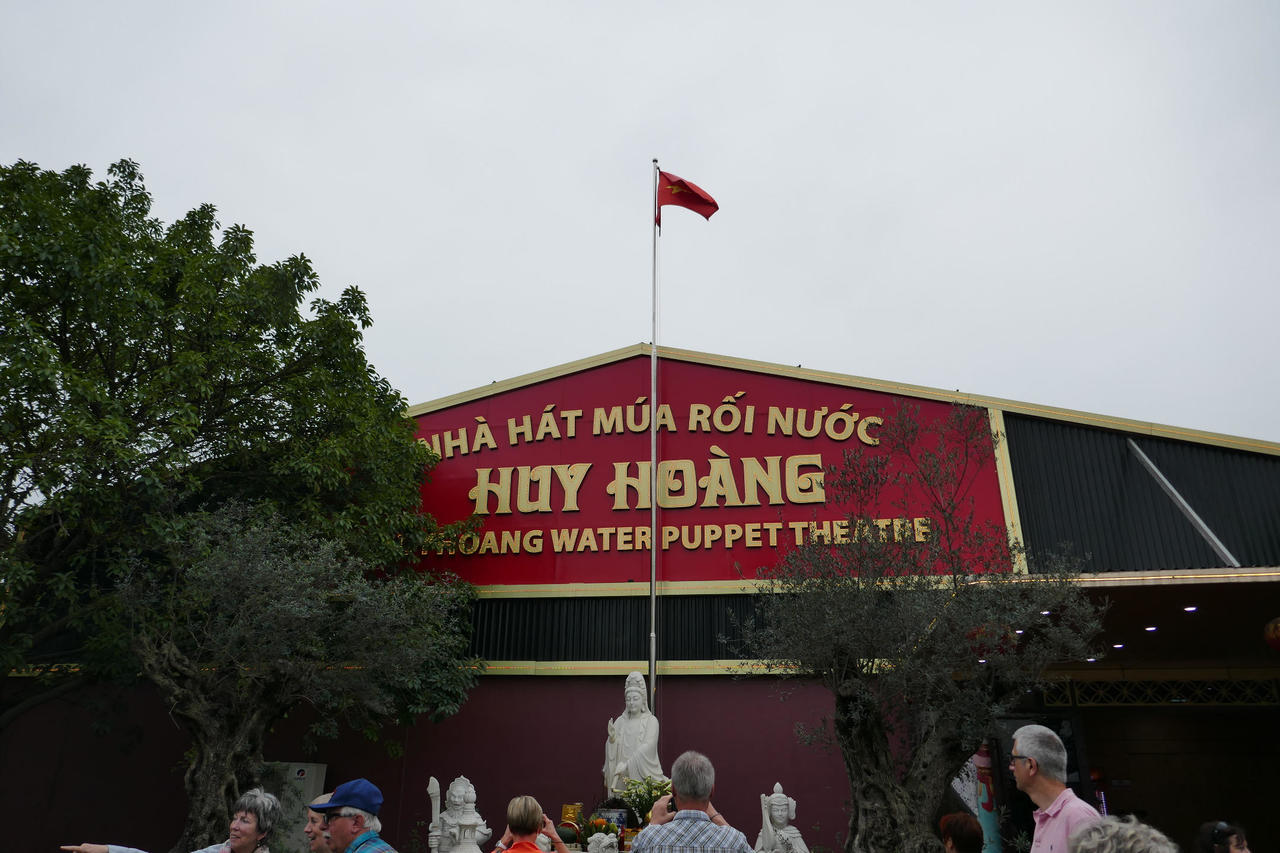 NHÀ HÁT MÚA RỐI NƯỚC
HUY HOÀNG
HOANG WATER PUPPET THEATRE